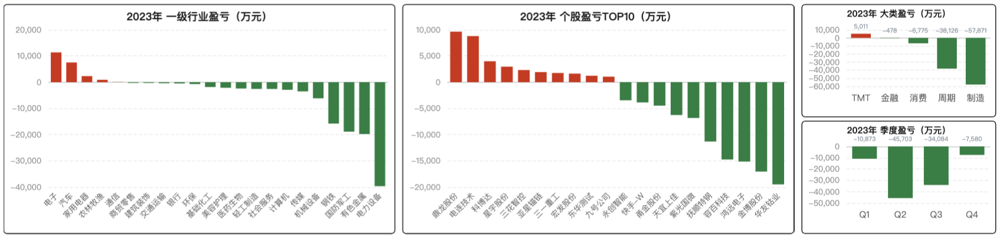 2023年 一级行业盈亏（万元）
20,000
10,000
0
−10,000
−20,000
−30,000
−40,000
电子
汽车
家用电器
农林牧渔
通信
商贸零售
建筑装饰
交通运输
银行
环保
基础化工
美容护理
医药生物
轻工制造
社会服务
计算机
传媒
机械设备
钢铁
国防军工
有色金属
电力设备
2023年 个股盈亏TOP10（万元）
10,000
5,000
0
−5,000
−10,000
−15,000
−20,000
鼎龙股份
电连技术
科博达
星宇股份
三花智控
亚星锚链
三一重工
宏发股份
东华测试
九号公司
永创智能
快手-W
甬金股份
天宜上佳
紫光国微
抚顺特钢
容百科技
鸿远电子
金博股份
华友钴业
2023年 大类盈亏（万元）
5,011
−478
−6,775
−38,126
−57,871
10,000
0
−10,000
−20,000
−30,000
−40,000
−50,000
−60,000
TMT
金融
消费
周期
制造
2023年 季度盈亏（万元）
−10,873
−45,703
−34,084
−7,580
0
−10,000
−20,000
−30,000
−40,000
−50,000
Q1
Q2
Q3
Q4